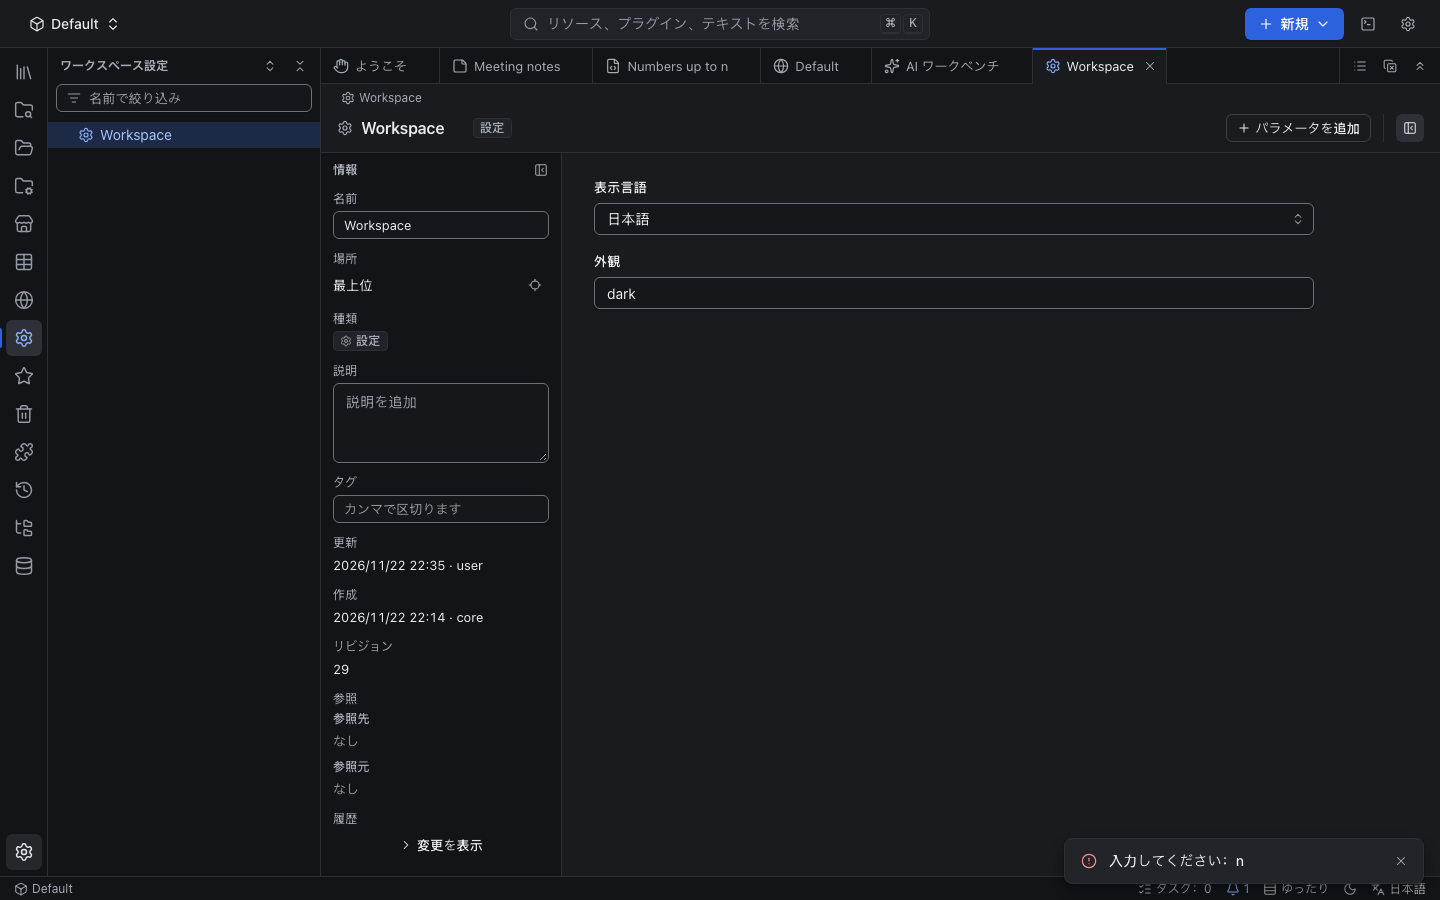 Default
リソース、プラグイン、テキストを検索
⌘ K
新規
ワークスペース設定
ようこそ
Meeting notes
Numbers up to n
Default
AI ワークベンチ
Workspace
名前で絞り込み
Workspace
Workspace
Workspace
設定
パラメータを追加
情報
名前
Workspace
場所
最上位
種類
設定
説明
説明を追加
タグ
カンマで区切ります
更新
2026/11/22 22:35 · user
作成
2026/11/22 22:14 · core
リビジョン
29
参照
参照先
なし
参照元
なし
履歴
変更を表示
表示言語
日本語
外観
dark
入力してください: n
Default
タスク: 0
1
ゆったり
日本語